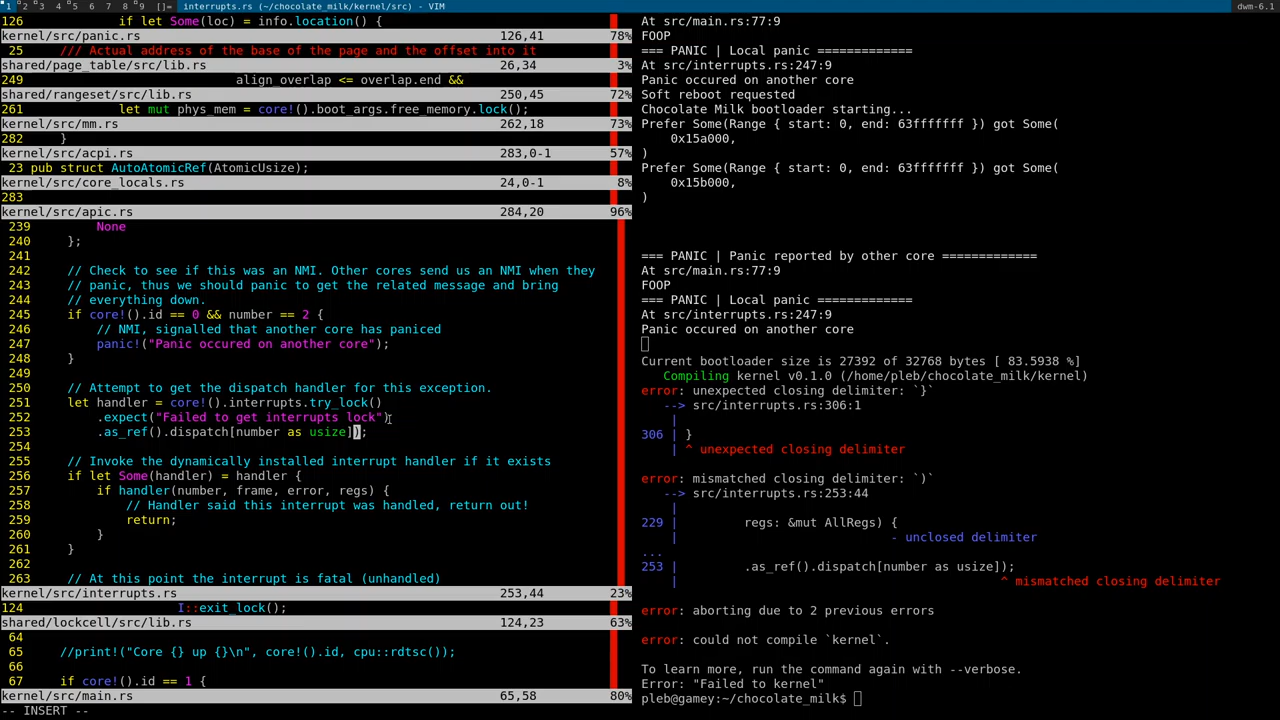 1 2 3 4 5 6 7 8 9 []= interrupts.rs (~/chocolate_milk/kernel/src) - VIM dwm-6.1
126 if let Some(loc) = info.location() {
kernel/src/panic.rs 126,41 78%
25 /// Actual address of the base of the page and the offset into it
shared/page_table/src/lib.rs 26,34 3%
249 align_overlap <= overlap.end &&
shared/rangeset/src/lib.rs 250,45 72%
261 let mut phys_mem = core!().boot_args.free_memory.lock();
kernel/src/mm.rs 262,18 73%
282 }
kernel/src/acpi.rs 283,0-1 57%
23 pub struct AutoAtomicRef(AtomicUsize);
kernel/src/core_locals.rs 24,0-1 8%
283
kernel/src/apic.rs 284,20 96%
239 None
240 };
241
242 // Check to see if this was an NMI. Other cores send us an NMI when they
243 // panic, thus we should panic to get the related message and bring
244 // everything down.
245 if core!().id == 0 && number == 2 {
246 // NMI, signalled that another core has paniced
247 panic!("Panic occured on another core");
248 }
249
250 // Attempt to get the dispatch handler for this exception.
251 let handler = core!().interrupts.try_lock()
252 .expect("Failed to get interrupts lock")
253 .as_ref().dispatch[number as usize]);
254
255 // Invoke the dynamically installed interrupt handler if it exists
256 if let Some(handler) = handler {
257 if handler(number, frame, error, regs) {
258 // Handler said this interrupt was handled, return out!
259 return;
260 }
261 }
262
263 // At this point the interrupt is fatal (unhandled)
kernel/src/interrupts.rs 253,44 23%
124 I::exit_lock();
shared/lockcell/src/lib.rs 124,23 63%
64
65 //print!("Core {} up {}\n", core!().id, cpu::rdtsc());
66
67 if core!().id == 1 {
kernel/src/main.rs 65,58 80%
-- INSERT --
At src/main.rs:77:9
FOOP
=== PANIC | Local panic =============
At src/interrupts.rs:247:9
Panic occured on another core
Soft reboot requested
Chocolate Milk bootloader starting...
Prefer Some(Range { start: 0, end: 63fffffff }) got Some(
0x15a000,
)
Prefer Some(Range { start: 0, end: 63fffffff }) got Some(
0x15b000,
)
=== PANIC | Panic reported by other core =============
At src/main.rs:77:9
FOOP
=== PANIC | Local panic =============
At src/interrupts.rs:247:9
Panic occured on another core
Current bootloader size is 27392 of 32768 bytes [ 83.5938 %]
Compiling kernel v0.1.0 (/home/pleb/chocolate_milk/kernel)
error: unexpected closing delimiter: `}`
--> src/interrupts.rs:306:1
|
306 | }
| ^ unexpected closing delimiter
error: mismatched closing delimiter: `)`
--> src/interrupts.rs:253:44
|
229 | regs: &mut AllRegs) {
| - unclosed delimiter
...
253 | .as_ref().dispatch[number as usize]);
| ^ mismatched closing delimiter
error: aborting due to 2 previous errors
error: could not compile `kernel`.
To learn more, run the command again with --verbose.
Error: "Failed to kernel"
pleb@gamey:~/chocolate_milk$